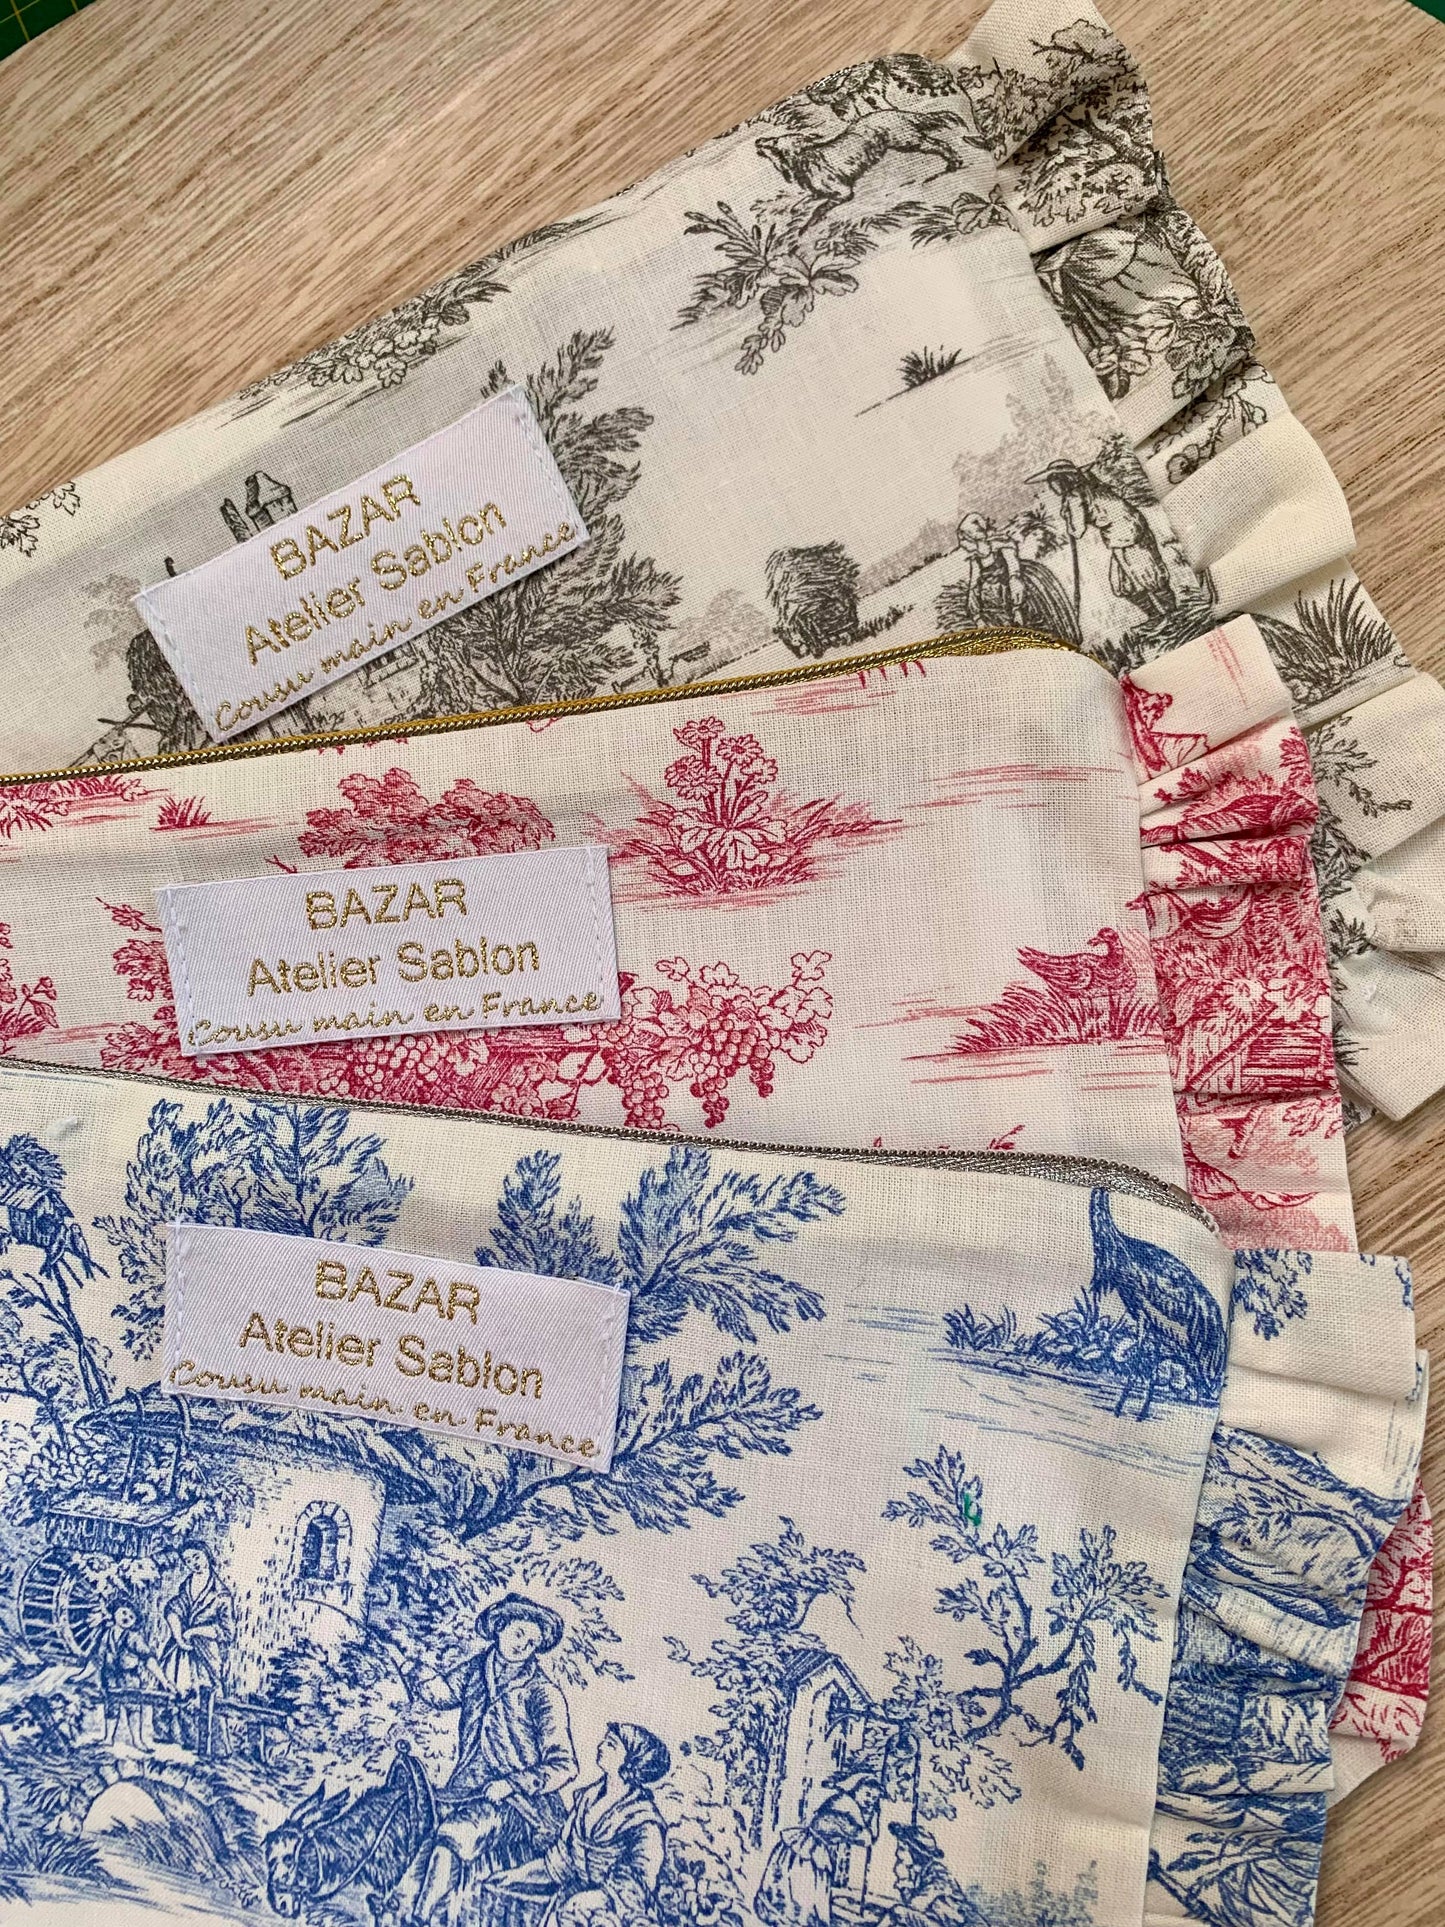 BAZAR
Atelier Sablon
Cousu main en France
BAZAR
Atelier Sablon
Cousu main en France
BAZAR
Atelier Sablon
Cousu main en France